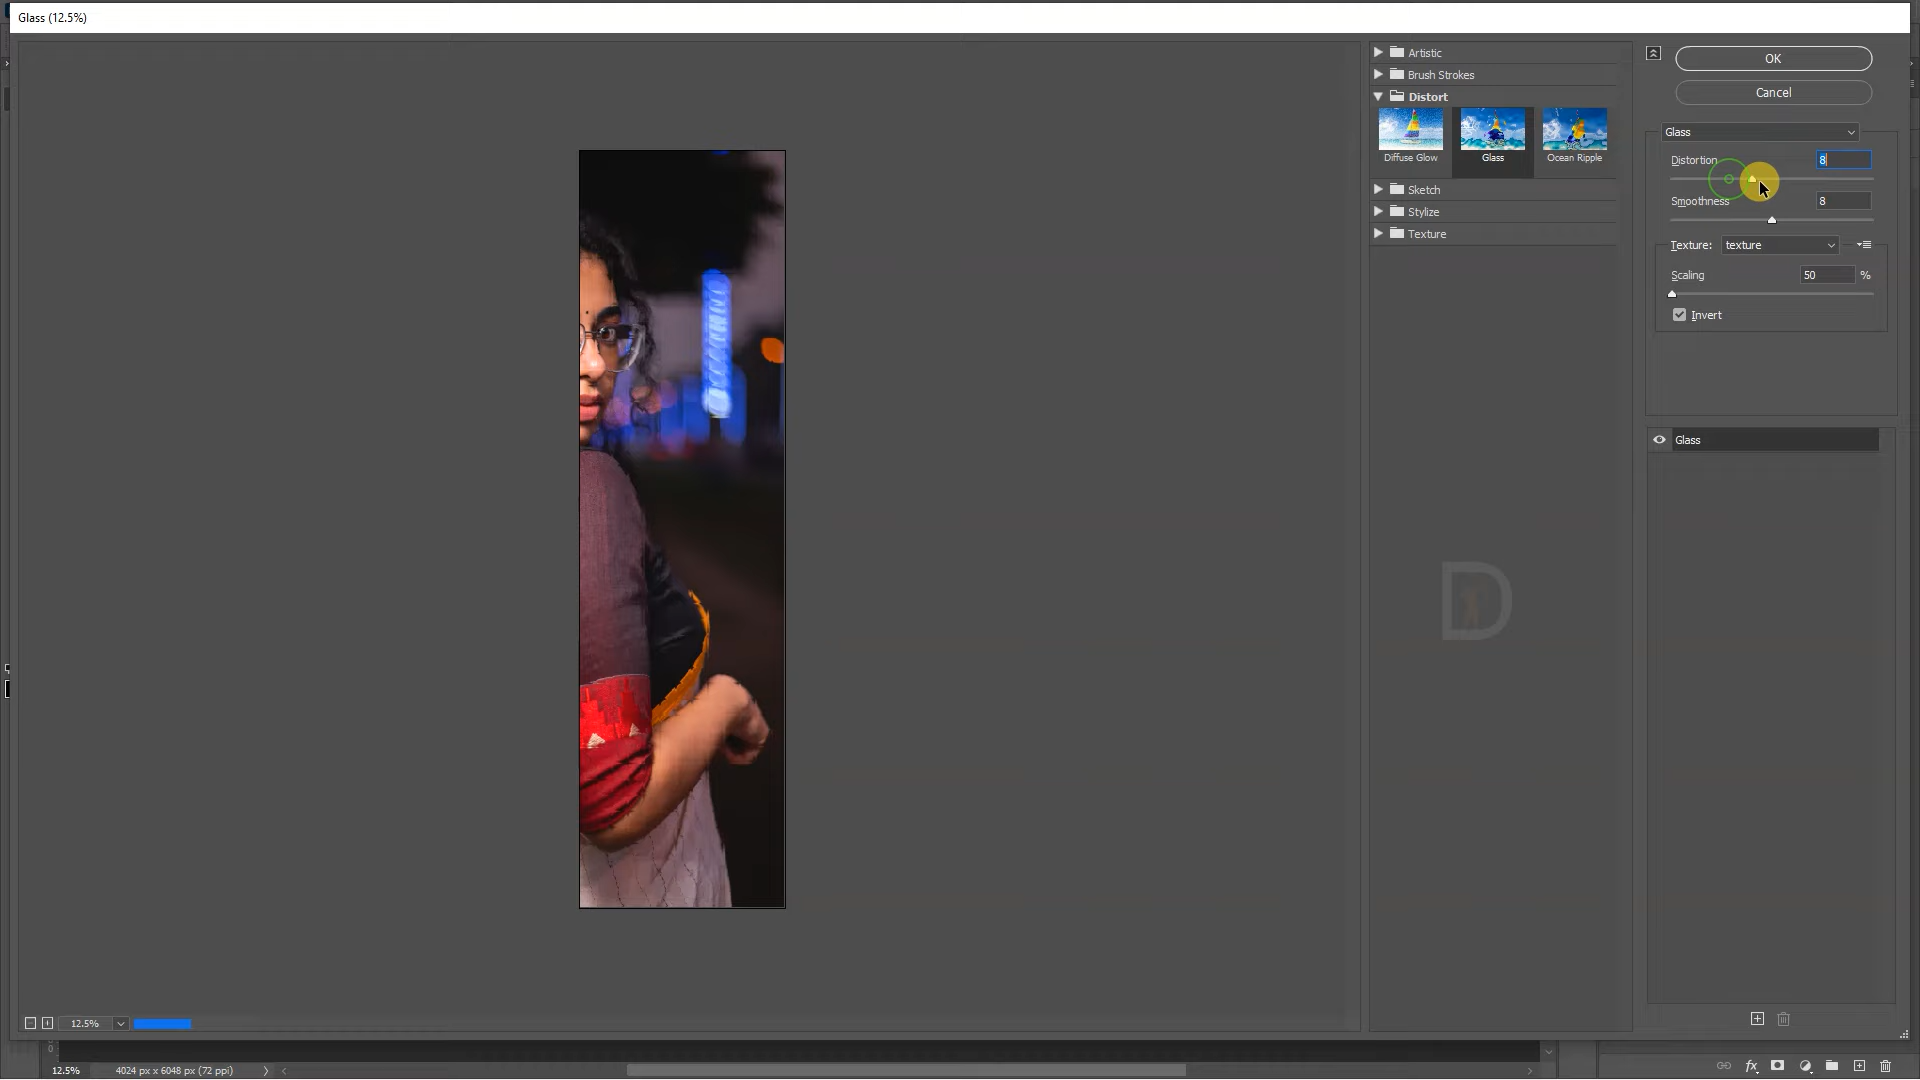 Glass (12.5%)
Artistic
Brush Strokes
Distort
Diffuse Glow
Glass
Ocean Ripple
Sketch
Stylize
Texture
OK
Cancel
Glass
Distortion 8
Smoothness 8
Texture: texture
Scaling 50 %
Invert
Glass
D
12.5%
12.5% 4024 px x 6048 px (72 ppi)
fx